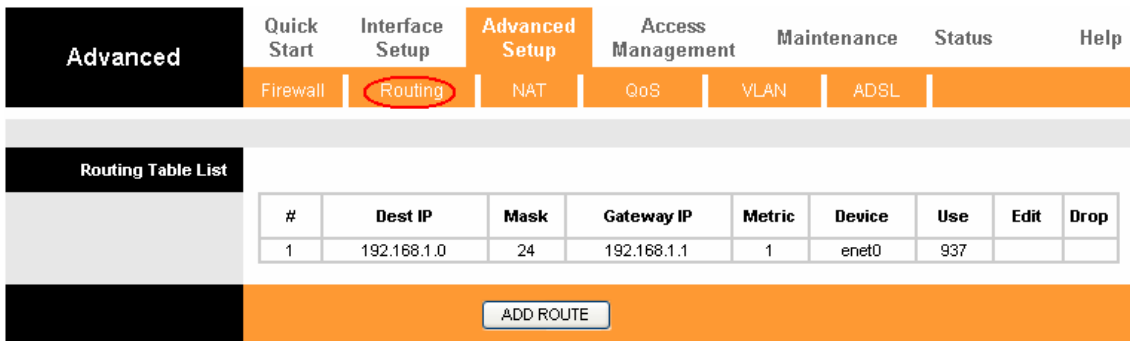 Advanced
Quick Start
Interface Setup
Advanced Setup
Access Management
Maintenance
Status
Help
Firewall
Routing
NAT
QoS
VLAN
ADSL
Routing Table List
# Dest IP Mask Gateway IP Metric Device Use Edit Drop
1 192.168.1.0 24 192.168.1.1 1 enet0 937
ADD ROUTE